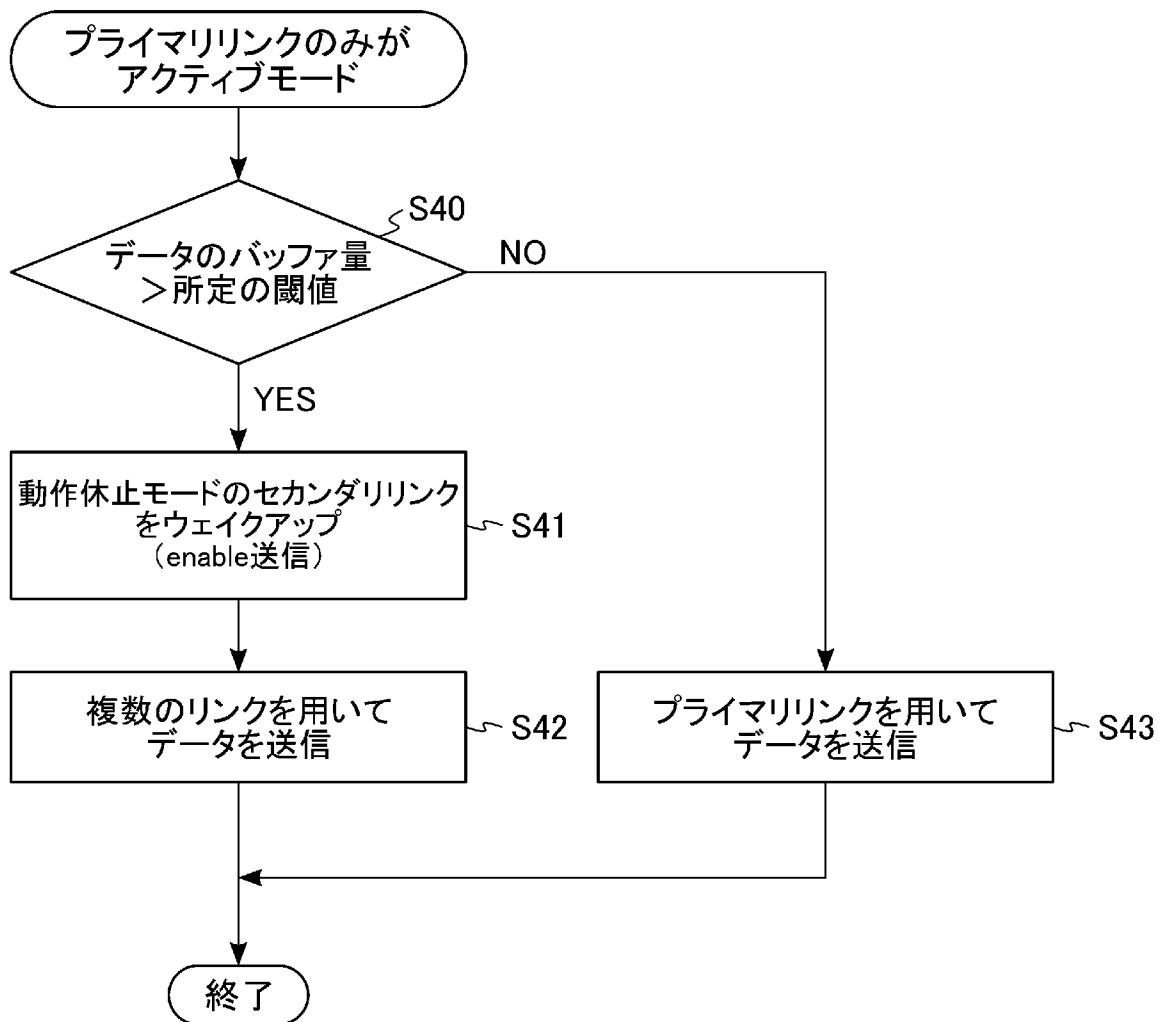 プライマリリンクのみが
アクティブモード
S40
データのバッファ量
＞所定の閾値
NO
YES
動作休止モードのセカンダリリンク
をウェイクアップ
（enable送信）
S41
複数のリンクを用いて
データを送信
S42
プライマリリンクを用いて
データを送信
S43
終了